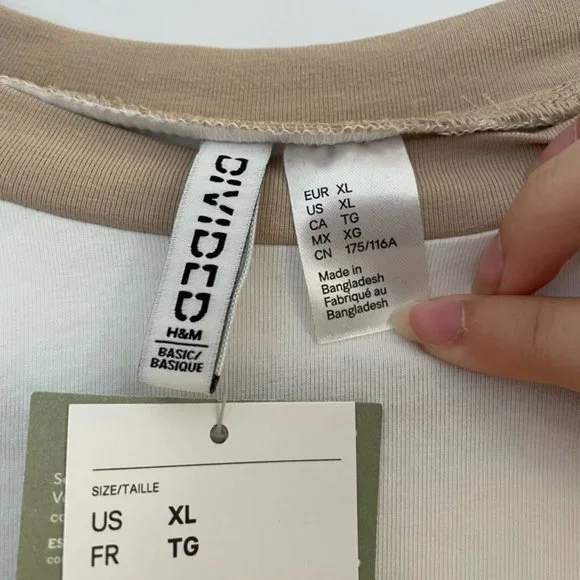 DIVIDED
H&M
BASIC/
BASIQUE
EUR XL
US XL
CA TG
MX XG
CN 175/116A
Made in
Bangladesh
Fabriqué au
Bangladesh
SIZE/TAILLE
US XL
FR TG
ES